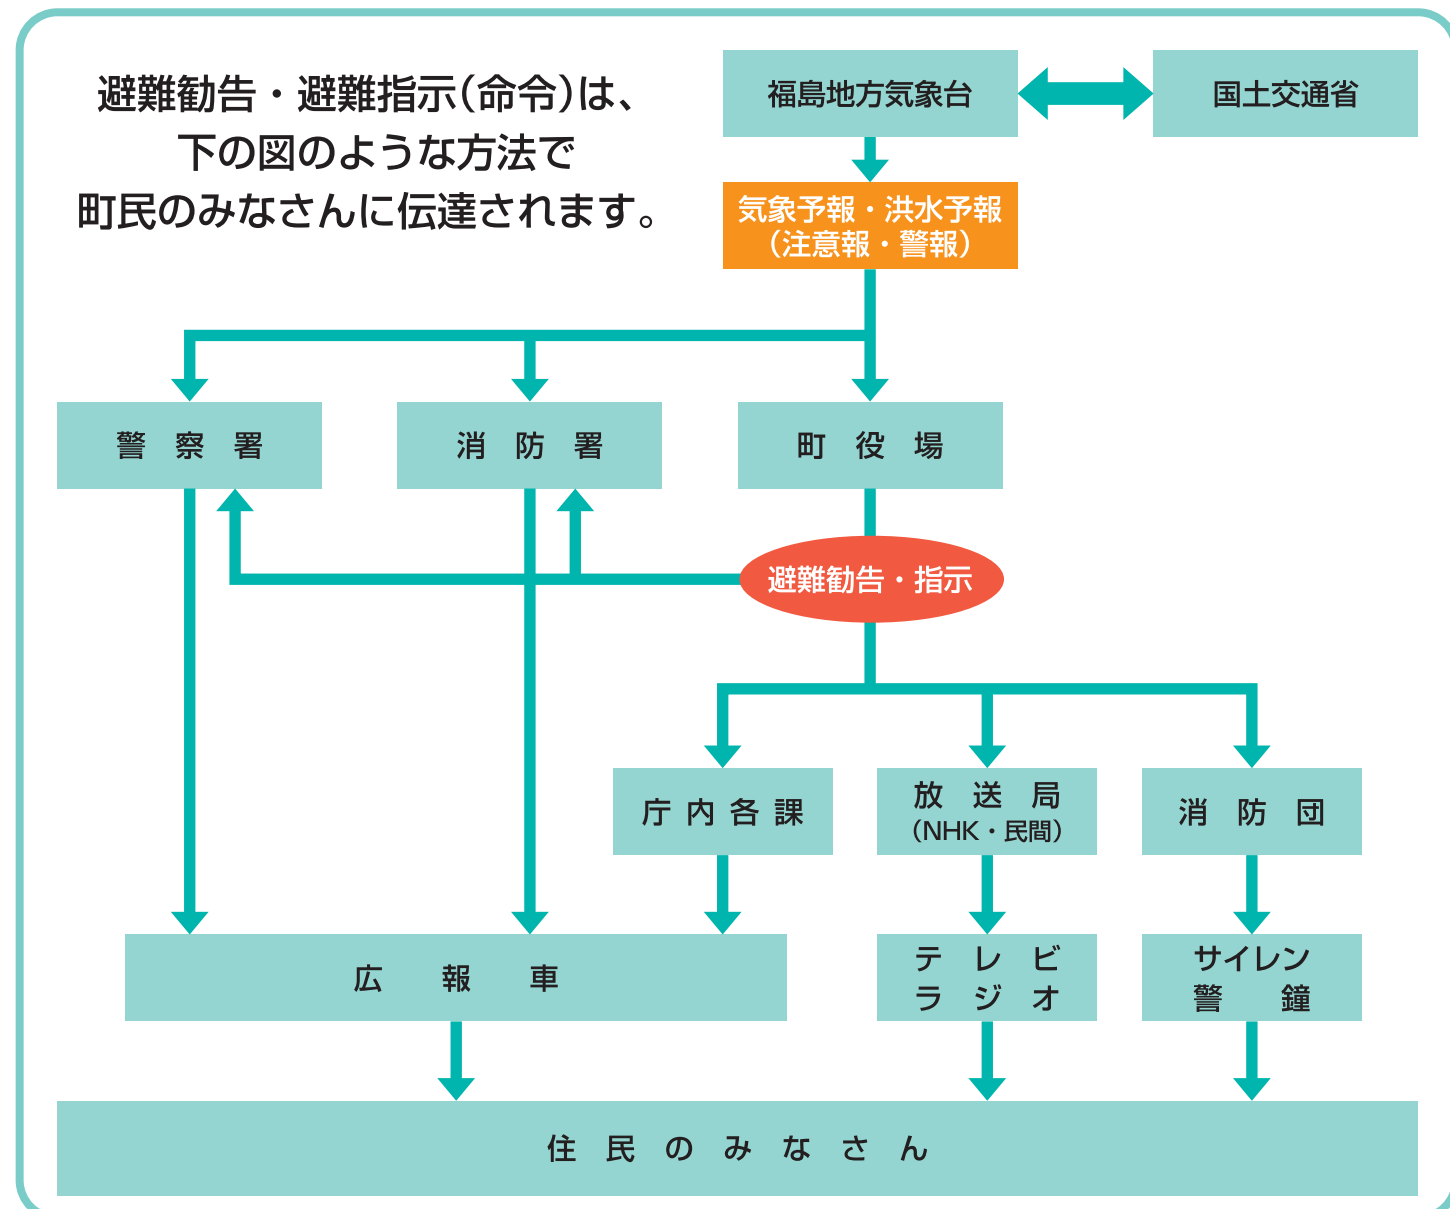 避難勧告・避難指示(命令)は、
下の図のような方法で
町民のみなさんに伝達されます。
福島地方気象台
国土交通省
気象予報・洪水予報
(注意報・警報)
警察署
消防署
町役場
避難勧告・指示
庁内各課
放送局
(NHK・民間)
消防団
広報車
テレビ
ラジオ
サイレン
警鐘
住民のみなさん